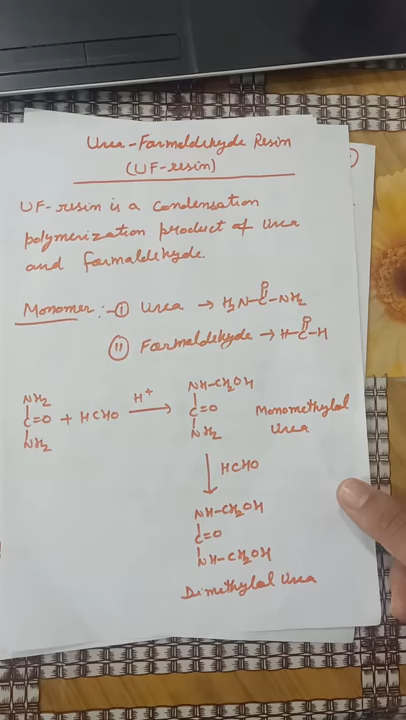 Urea-Formaldehyde Resin
(UF-resin)
UF-resin is a condensation
polymerization product of Urea
and formaldehyde.
Monomer :- (I) Urea → H₂N-C-NH₂
O
(II) Formaldehyde → H-C-H
O
NH₂
C=O + HCHO H⁺ →
NH₂
NH-CH₂OH
C=O
NH₂
Monomethylol
Urea
↓ HCHO
NH-CH₂OH
C=O
NH-CH₂OH
Dimethylol Urea